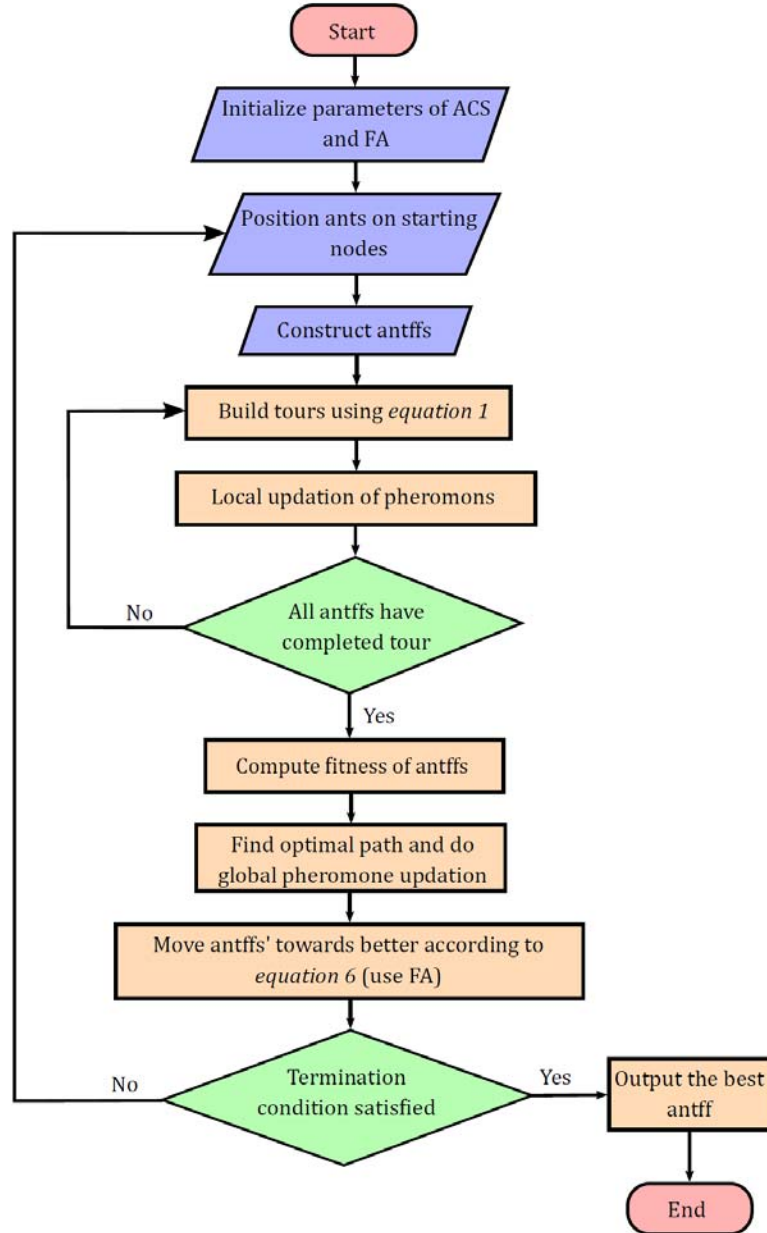 Start
Initialize parameters of ACS
and FA
Position ants on starting
nodes
Construct antffs
Build tours using equation 1
Local updation of pheromons
All antffs have
completed tour
No
Yes
Compute fitness of antffs
Find optimal path and do
global pheromone updation
Move antffs' towards better according to
equation 6 (use FA)
Termination
condition satisfied
No
Yes
Output the best
antff
End